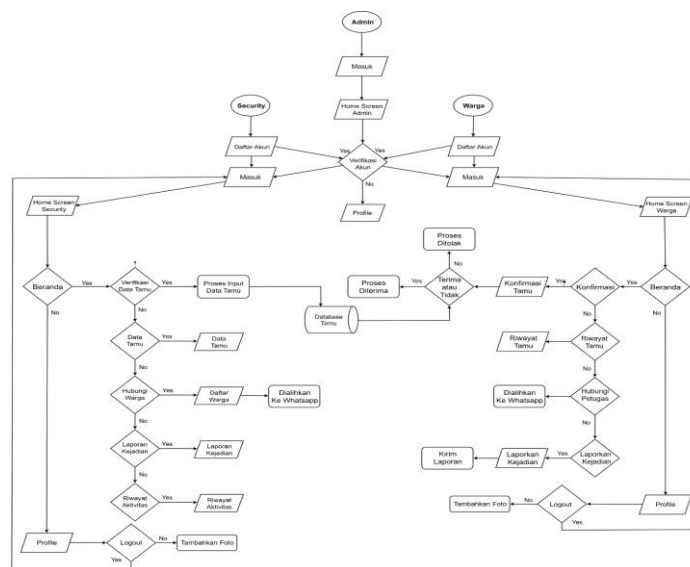 Admin
Masuk
Security
Home Screen
Admin
Warga
Daftar Akun
Yes
Yes
Daftar Akun
Verifikasi
Akun
Masuk
Masuk
No
Home Screen
Security
Profile
Home Screen
Warga
Proses
Ditolak
No
Beranda
Yes
Verifikasi
Data Tamu
Yes
Proses Input
Data Tamu
Proses
Diterima
Yes
Terima
atau
Tidak
Konfirmasi
Tamu
Yes
Konfirmasi
Yes
Beranda
No
No
Database
Tamu
No
No
Data
Tamu
Yes
Data
Tamu
Riwayat
Tamu
Riwayat
Tamu
No
No
Hubungi
Warga
Yes
Daftar
Warga
Dialihkan
Ke Whatsapp
Dialihkan
Ke Whatsapp
Hubungi
Petugas
No
No
Laporan
Kejadian
Yes
Laporan
Kejadian
Kirim
Laporan
Laporkan
Kejadian
Yes
Laporkan
Kejadian
No
Riwayat
Aktivitas
Yes
Riwayat
Aktivitas
Tambahkan Foto
No
Logout
Profile
Yes
Profile
Logout
No
Tambahkan Foto
Yes